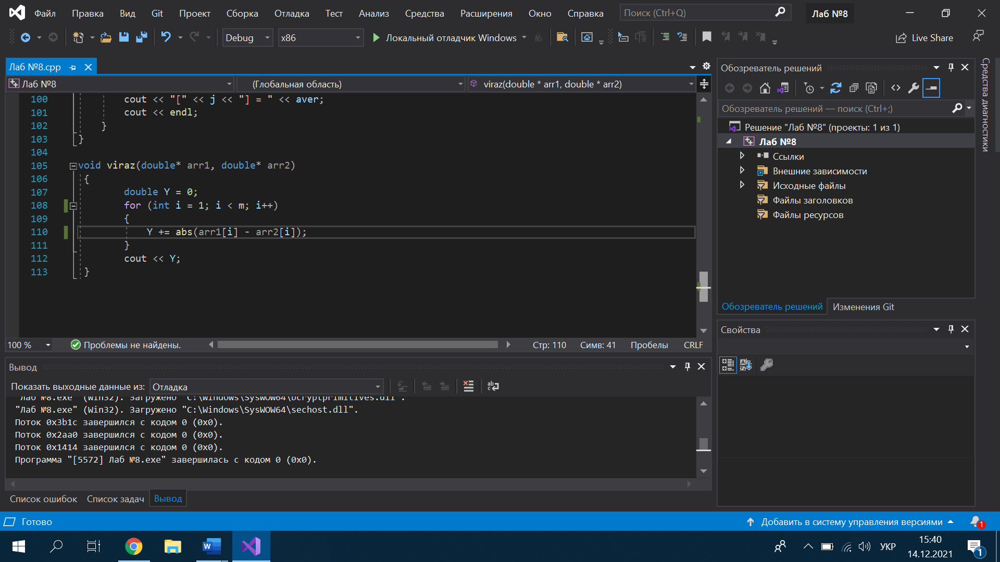 Файл Правка Вид Git Проект Сборка Отладка Тест Анализ Средства Расширения Окно Справка Поиск (Ctrl+Q) Лаб №8
Debug x86 Локальный отладчик Windows Live Share
Лаб №8.cpp
Лаб №8 (Глобальная область) viraz(double * arr1, double * arr2)
100 cout << "[" << j << "] = " << aver;
101 cout << endl;
102 }
103 }
104
105 void viraz(double* arr1, double* arr2)
106 {
107 double Y = 0;
108 for (int i = 1; i < m; i++)
109 {
110 Y += abs(arr1[i] - arr2[i]);
111 }
112 cout << Y;
113 }
100 % Проблемы не найдены. Стр: 110 Симв: 41 Пробелы CRLF
Вывод
Показать выходные данные из: Отладка
"Лаб №8.exe" (Win32). Загружено "C:\Windows\SysWOW64\bcryptprimitives.dll".
"Лаб №8.exe" (Win32). Загружено "C:\Windows\SysWOW64\sechost.dll".
Поток 0x3b1c завершился с кодом 0 (0x0).
Поток 0x2aa0 завершился с кодом 0 (0x0).
Поток 0x1414 завершился с кодом 0 (0x0).
Программа "[5572] Лаб №8.exe" завершилась с кодом 0 (0x0).
Список ошибок Список задач Вывод
Обозреватель решений
Обозреватель решений — поиск (Ctrl+;)
Решение "Лаб №8" (проекты: 1 из 1)
Лаб №8
Ссылки
Внешние зависимости
Исходные файлы
Файлы заголовков
Файлы ресурсов
Обозреватель решений Изменения Git
Свойства
Средства диагностики
Готово Добавить в систему управления версиями 1
УКР 15:40
14.12.2021 1